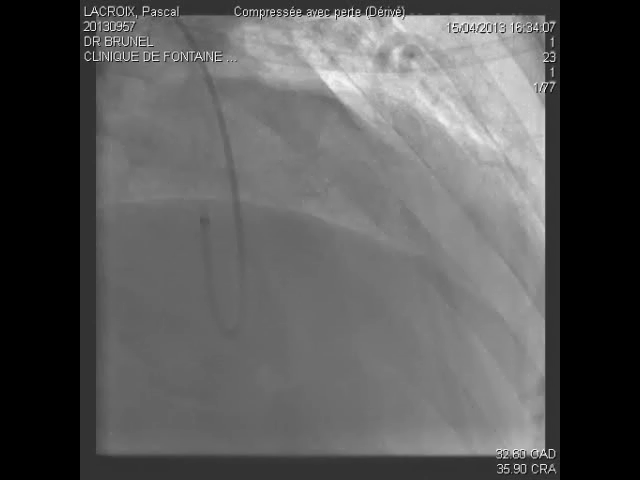 LACROIX, Pascal
Compressée avec perte (Dérivé)
20130957
15/04/2013 16:34:07
DR BRUNEL
1
CLINIQUE DE FONTAINE ...
23
1
1/77
32.60 CAD
35.90 CRA